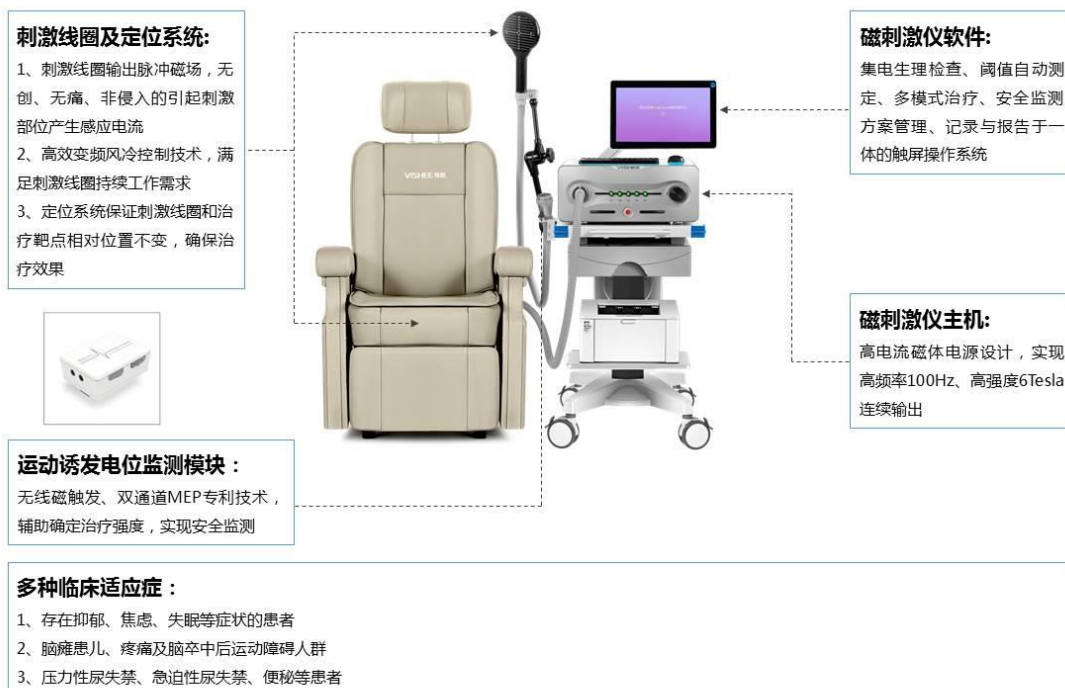 刺激线圈及定位系统:
1、刺激线圈输出脉冲磁场，无
创、无痛、非侵入的引起刺激
部位产生感应电流
2、高效变频风冷控制技术，满
足刺激线圈持续工作需求
3、定位系统保证刺激线圈和治
疗靶点相对位置不变，确保治
疗效果
VISHEE 伟思
VISHEE
磁刺激仪软件:
集电生理检查、阈值自动测
定、多模式治疗、安全监测
方案管理、记录与报告于一
体的触屏操作系统
磁刺激仪主机:
高电流磁体电源设计，实现
高频率100Hz、高强度6Tesla
连续输出
运动诱发电位监测模块：
无线磁触发、双通道MEP专利技术，
辅助确定治疗强度，实现安全监测
多种临床适应症：
1、存在抑郁、焦虑、失眠等症状的患者
2、脑瘫患儿、疼痛及脑卒中后运动障碍人群
3、压力性尿失禁、急迫性尿失禁、便秘等患者